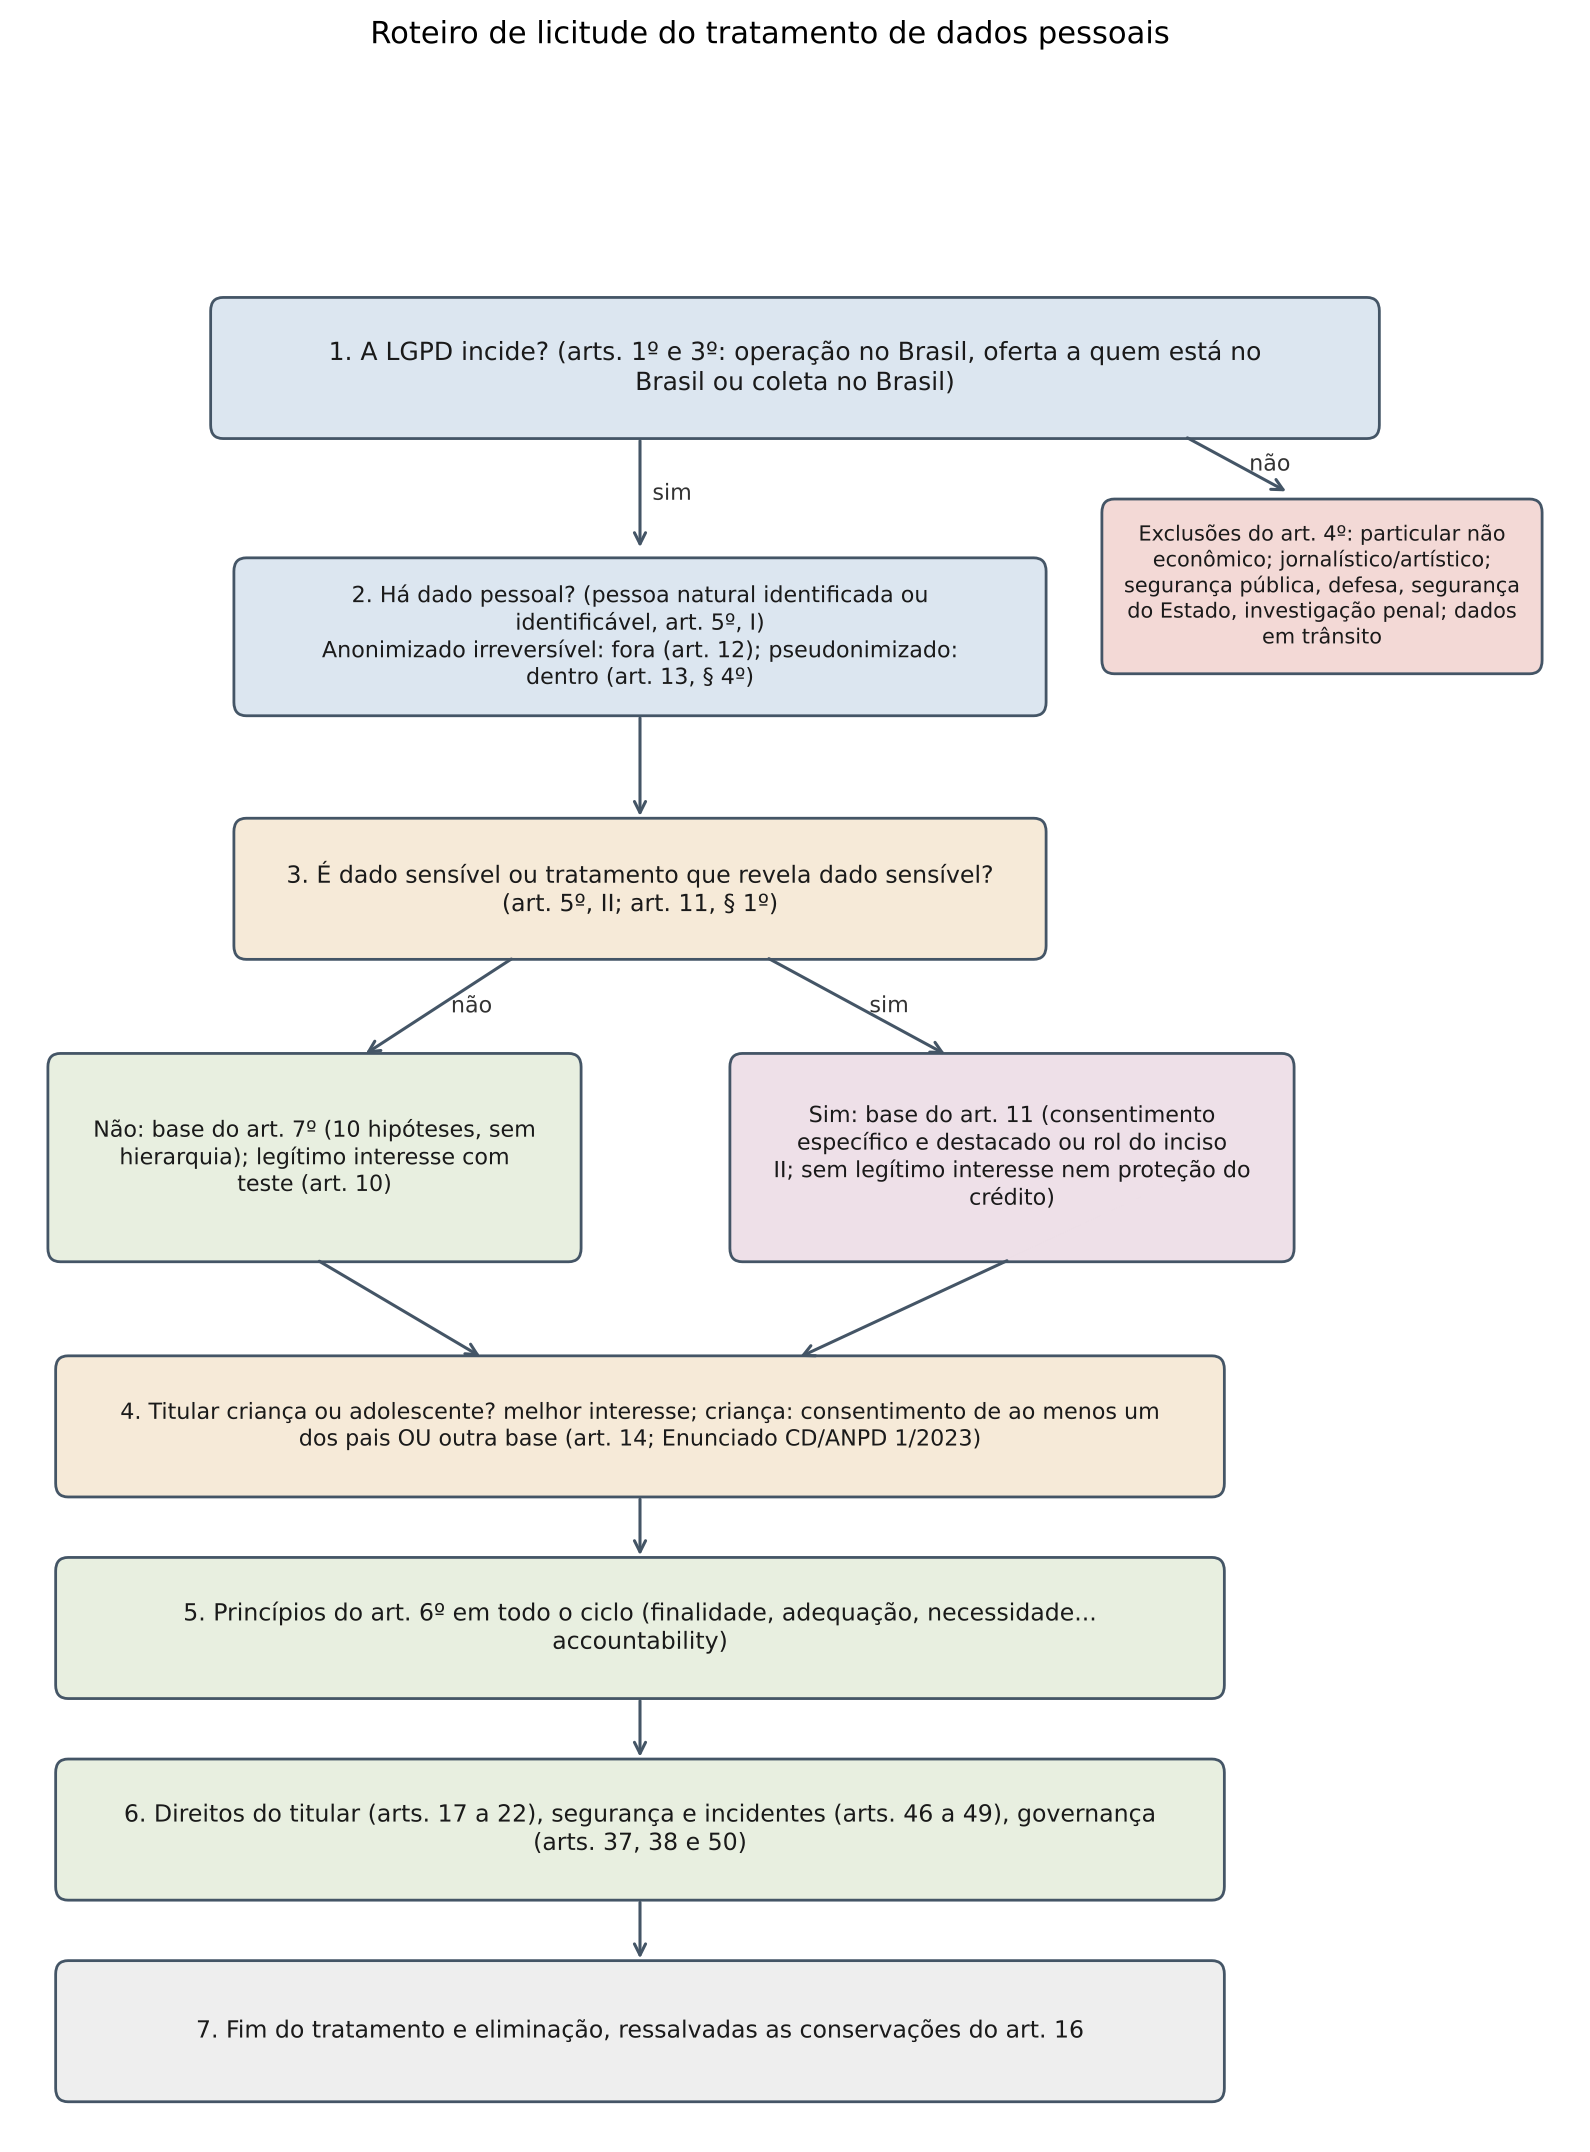 Roteiro de licitude do tratamento de dados pessoais
1. A LGPD incide? (arts. 1º e 3º: operação no Brasil, oferta a quem está no
Brasil ou coleta no Brasil)
não
sim
Exclusões do art. 4º: particular não
econômico; jornalístico/artístico;
segurança pública, defesa, segurança
do Estado, investigação penal; dados
em trânsito
2. Há dado pessoal? (pessoa natural identificada ou
identificável, art. 5º, I)
Anonimizado irreversível: fora (art. 12); pseudonimizado:
dentro (art. 13, § 4º)
3. É dado sensível ou tratamento que revela dado sensível?
(art. 5º, II; art. 11, § 1º)
não
sim
Não: base do art. 7º (10 hipóteses, sem
hierarquia); legítimo interesse com
teste (art. 10)
Sim: base do art. 11 (consentimento
específico e destacado ou rol do inciso
II; sem legítimo interesse nem proteção do
crédito)
4. Titular criança ou adolescente? melhor interesse; criança: consentimento de ao menos um
dos pais OU outra base (art. 14; Enunciado CD/ANPD 1/2023)
5. Princípios do art. 6º em todo o ciclo (finalidade, adequação, necessidade...
accountability)
6. Direitos do titular (arts. 17 a 22), segurança e incidentes (arts. 46 a 49), governança
(arts. 37, 38 e 50)
7. Fim do tratamento e eliminação, ressalvadas as conservações do art. 16